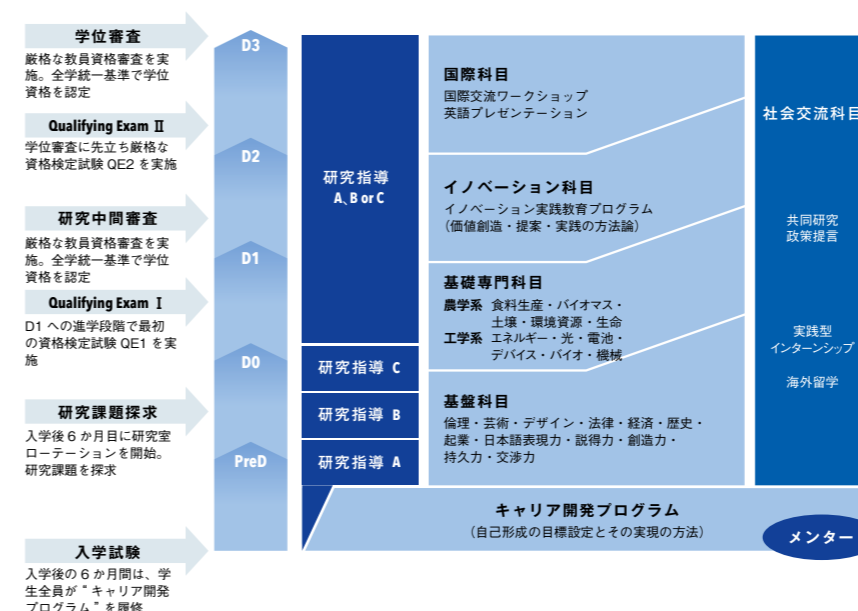 学位審査
厳格な教員資格審査を実
施。全学統一基準で学位
資格を認定
Qualifying Exam Ⅱ
学位審査に先立ち厳格な
資格検定試験 QE2 を実施
研究中間審査
厳格な教員資格審査を実
施。全学統一基準で学位
資格を認定
Qualifying Exam Ⅰ
D1 への進学段階で最初
の資格検定試験 QE1 を実
施
研究課題探求
入学後 6 か月目に研究室
ローテーションを開始。
研究課題を探求
入学試験
入学後の 6 か月間は、学
生全員が“キャリア開発
プログラム”を履修
D3
D2
D1
D0
PreD
研究指導
A、B or C
研究指導 C
研究指導 B
研究指導 A
国際科目
国際交流ワークショップ
英語プレゼンテーション
イノベーション科目
イノベーション実践教育プログラム
（価値創造・提案・実践の方法論）
基礎専門科目
農学系 食料生産・バイオマス・
土壌・環境資源・生命
工学系 エネルギー・光・電池・
デバイス・バイオ・機械
基盤科目
倫理・芸術・デザイン・法律・経済・歴史・
起業・日本語表現力・説得力・創造力・
持久力・交渉力
社会交流科目
共同研究
政策提言
実践型
インターンシップ
海外留学
キャリア開発プログラム
（自己形成の目標設定とその実現の方法）
メンター